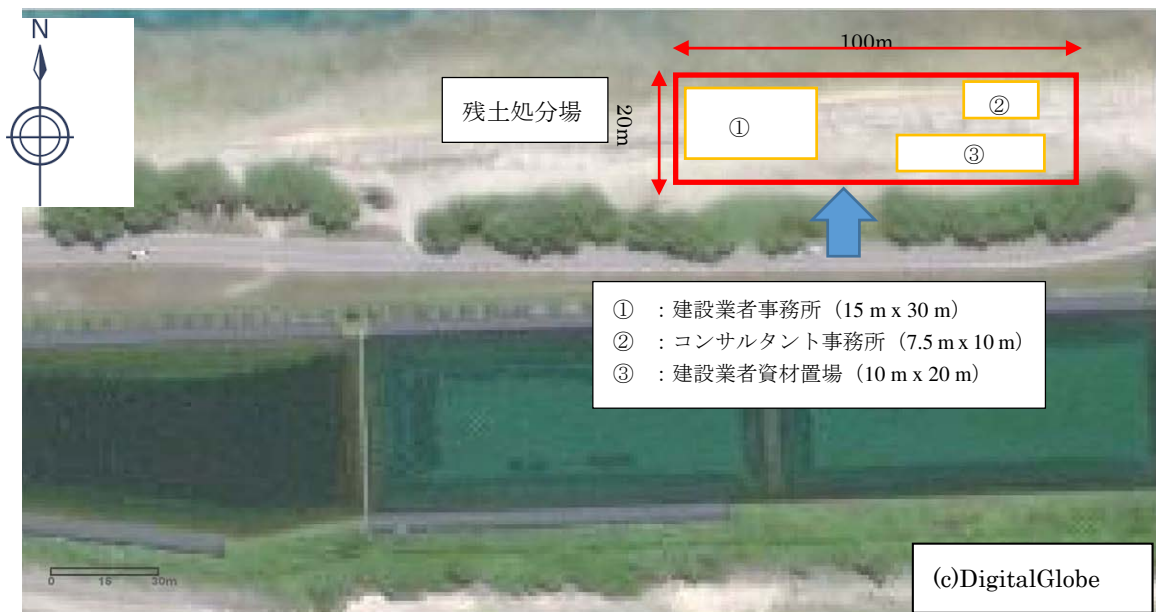 N
100m
残土処分場
20m
①
②
③
① ：建設業者事務所（15 m x 30 m）
② ：コンサルタント事務所（7.5 m x 10 m）
③ ：建設業者資材置場（10 m x 20 m）
0 15 30m
(c)DigitalGlobe